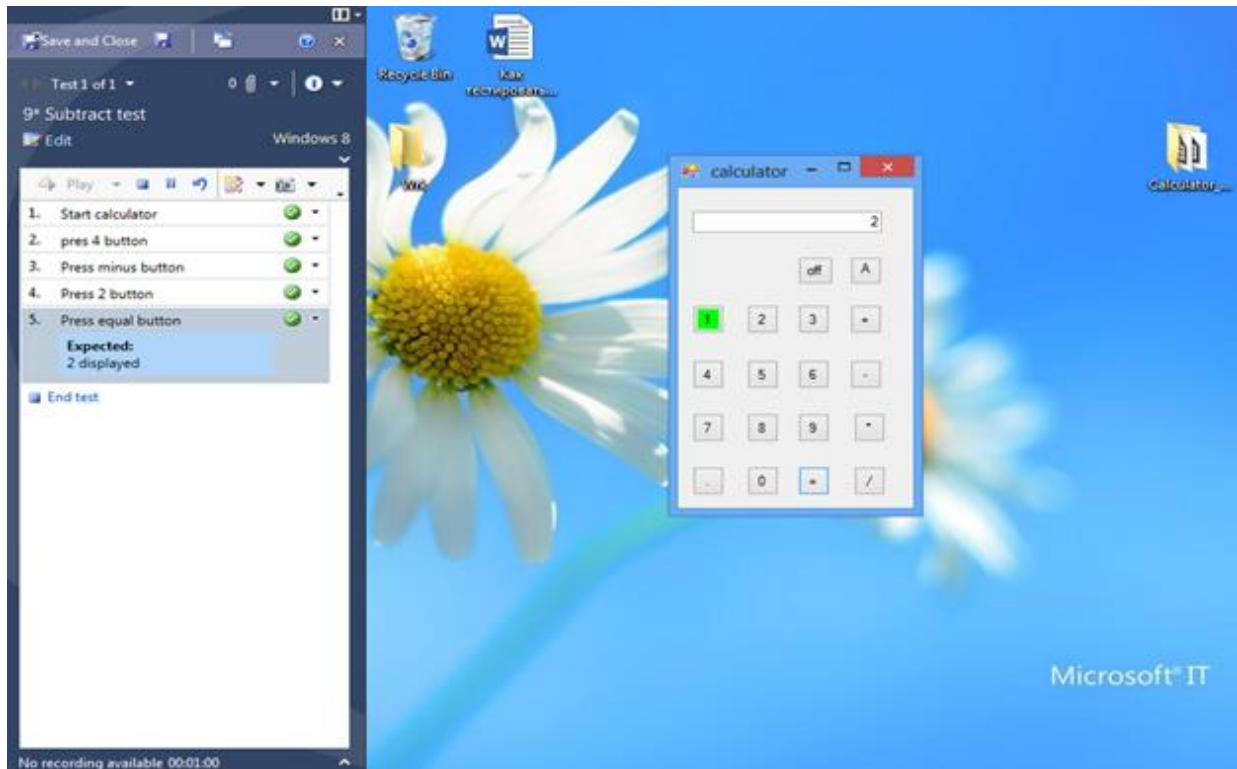 Save and Close
Test 1 of 1
0
9* Subtract test
Edit
Windows 8
Play
1. Start calculator
2. pres 4 button
3. Press minus button
4. Press 2 button
5. Press equal button
Expected:
2 displayed
End test
No recording available 00:01:00
Recycle Bin
Как
тестировать...
calculator
2
off A
1 2 3
4 5 6 -
7 8 9 *
. 0 = /
Calculator_...
Microsoft® IT